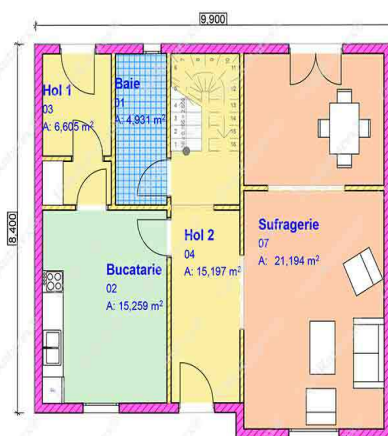 9,900
8,400
Hol 1
03
A: 6,605 m²
Baie
01
A: 4,931 m²
Sufragerie
07
A: 21,194 m²
Hol 2
04
A: 15,197 m²
Bucatarie
02
A: 15,259 m²